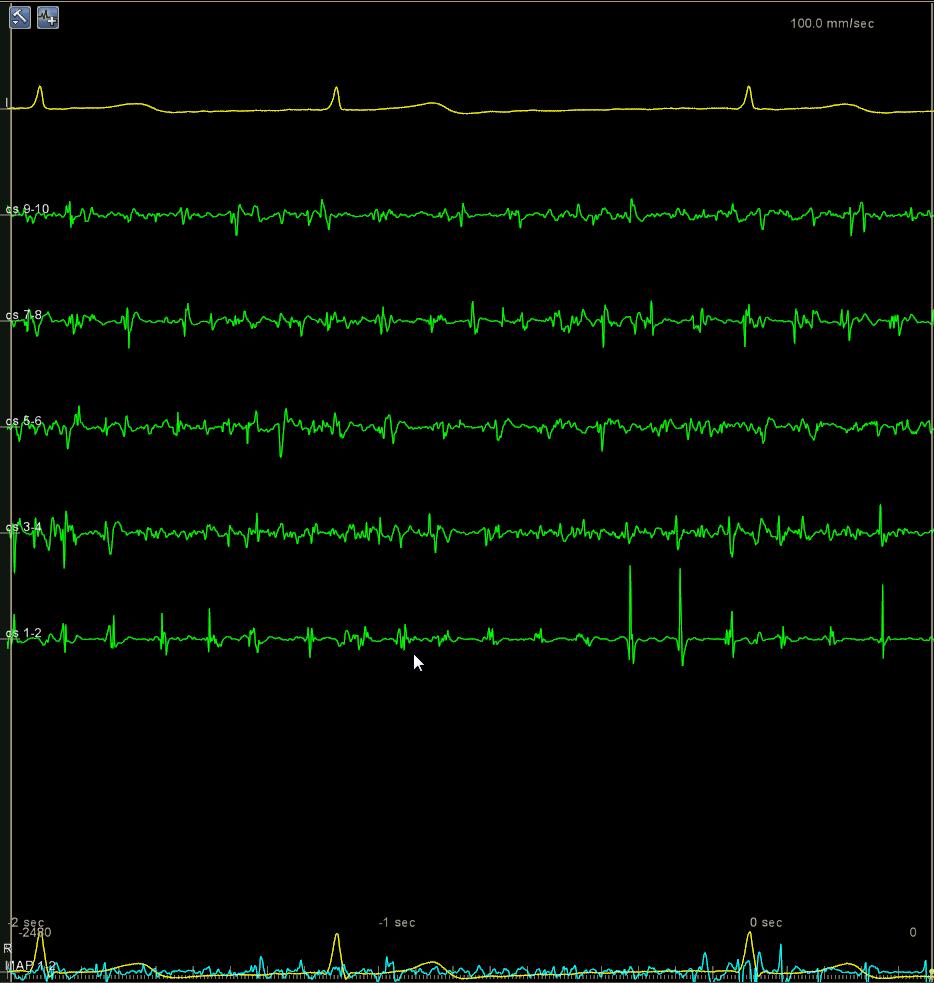 100.0 mm/sec
I
cs 9-10
cs 7-8
cs 5-6
cs 3-4
cs 1-2
-2 sec
-1 sec
0 sec
-2480
0
R
MAP 1-2